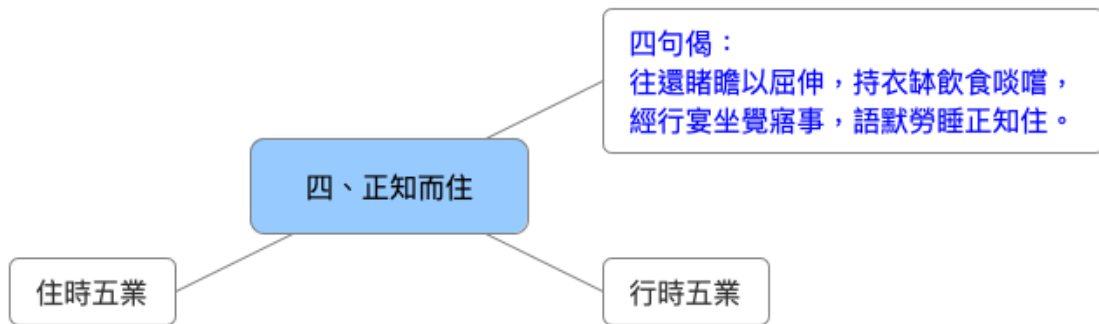 四句偈：
往還睹瞻以屈伸，持衣缽飲食啖嚐，
經行宴坐覺寤事，語默勞睡正知住。
四、正知而住
住時五業
行時五業